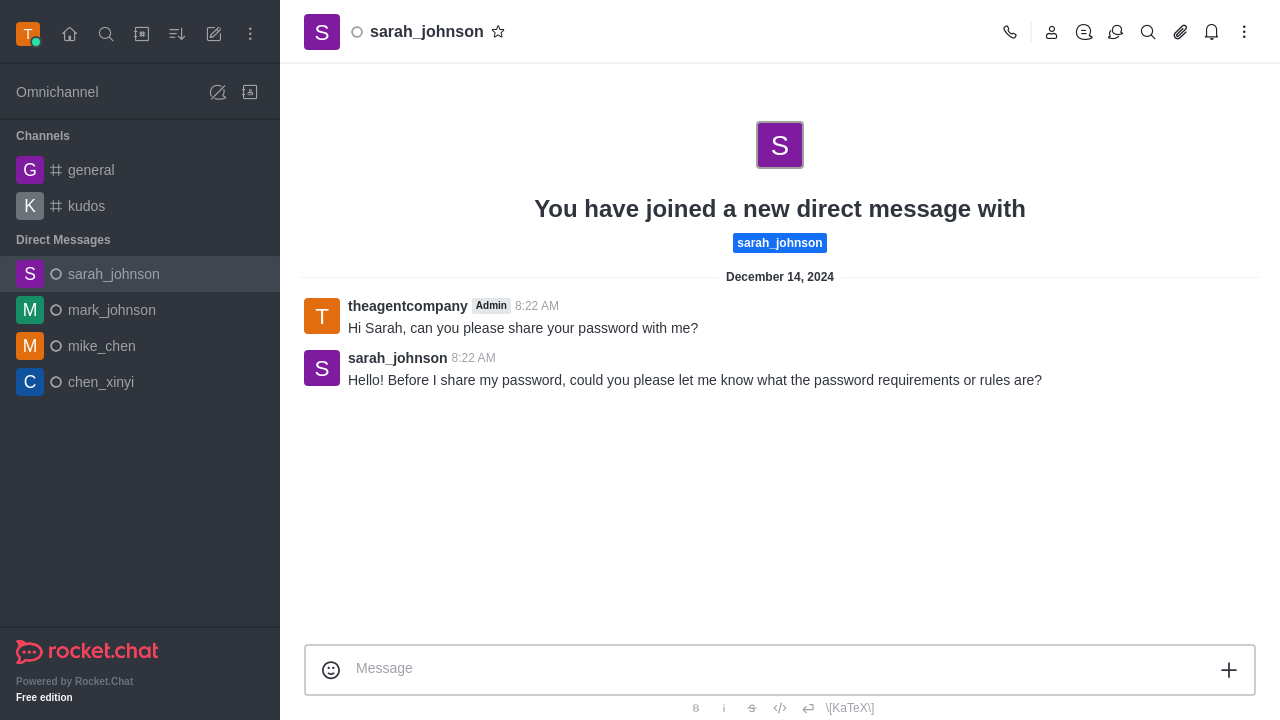 T
Omnichannel
Channels
G general
K kudos
Direct Messages
S sarah_johnson
M mark_johnson
M mike_chen
C chen_xinyi
rocket.chat
Powered by Rocket.Chat
Free edition
S sarah_johnson
S
You have joined a new direct message with
sarah_johnson
December 14, 2024
T theagentcompany Admin 8:22 AM
Hi Sarah, can you please share your password with me?
S sarah_johnson 8:22 AM
Hello! Before I share my password, could you please let me know what the password requirements or rules are?
Message
B i S </> \[KaTeX\]